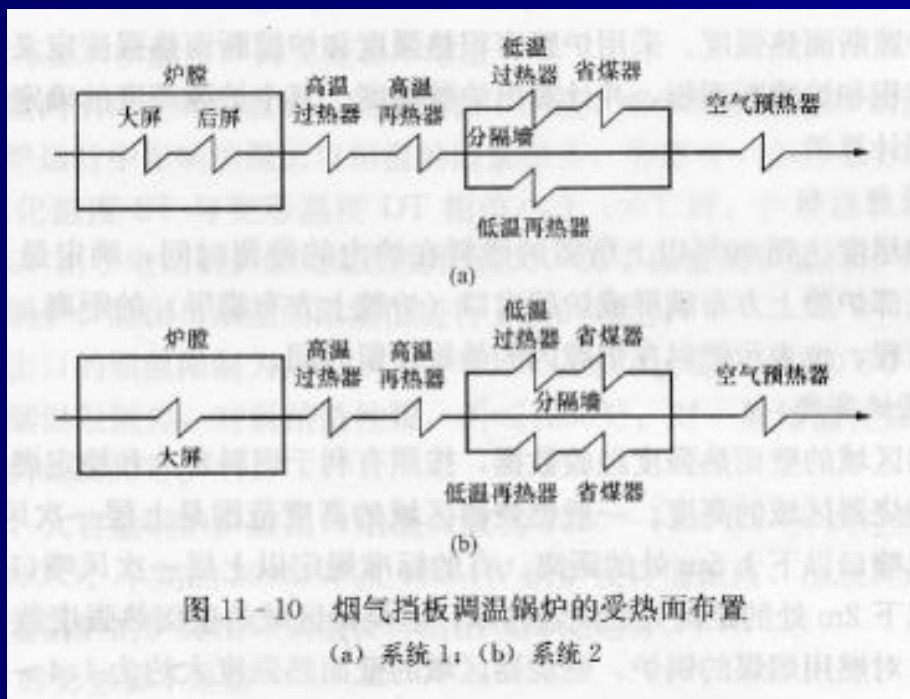 低温
过热器 省煤器
炉膛 高温 高温
过热器 再热器
空气预热器
大屏 后屏
分隔墙
低温再热器
(a)
低温
过热器 省煤器
炉膛 高温 高温
过热器 再热器
空气预热器
分隔墙
大屏
低温再热器 省煤器
(b)
图 11-10 烟气挡板调温锅炉的受热面布置
(a) 系统1；(b) 系统2